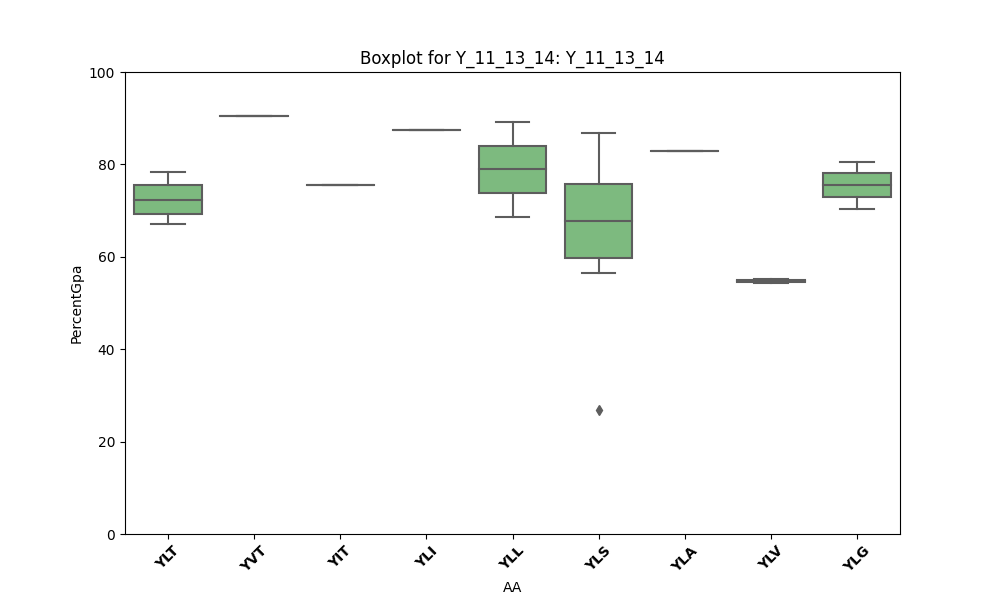 Boxplot for Y_11_13_14: Y_11_13_14
100
80
60
40
20
0
PercentGpa
YLT
YVT
YIT
YLI
YLL
YLS
YLA
YLV
YLG
AA